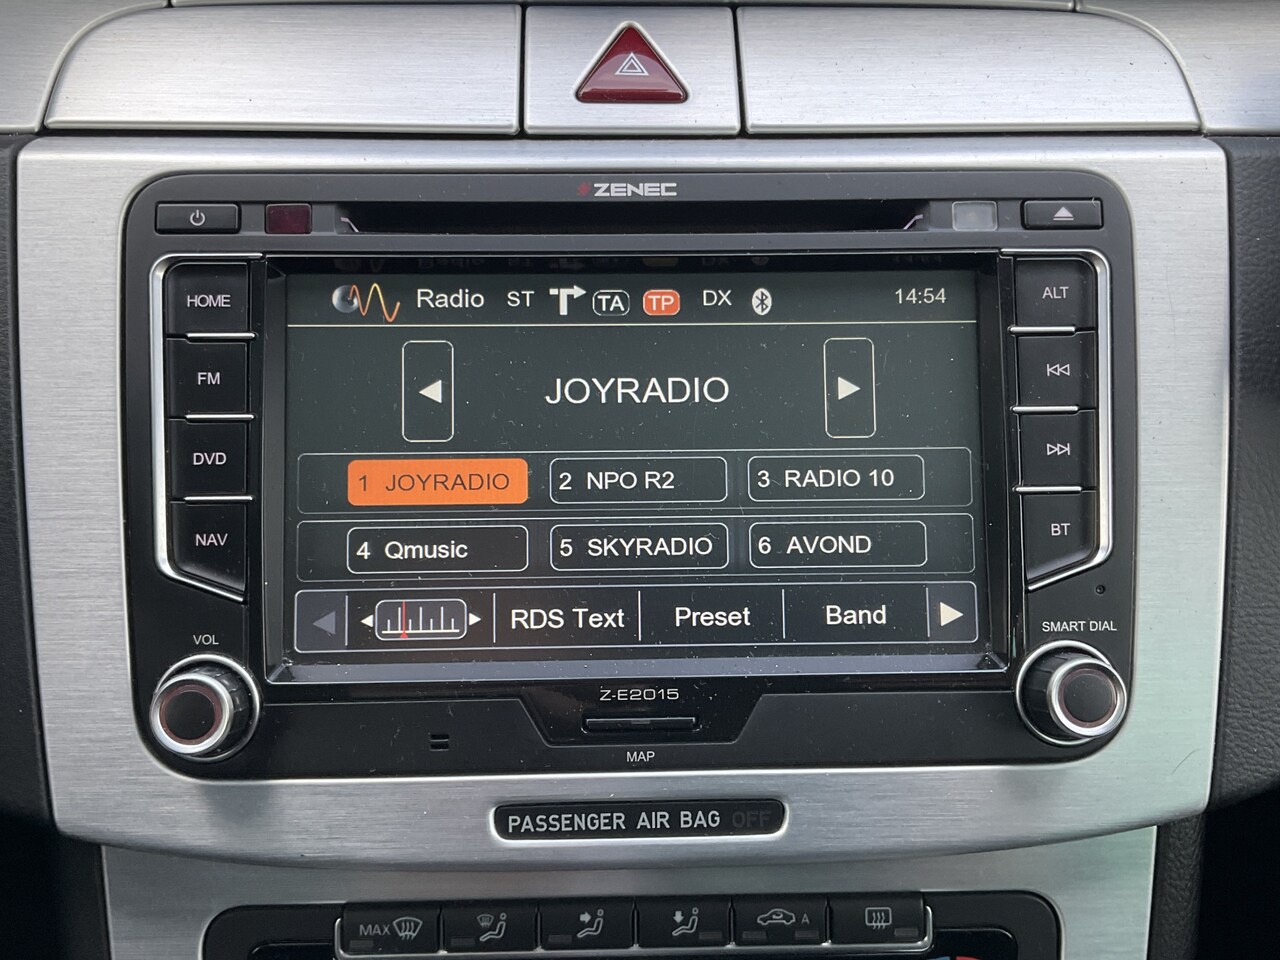 ZENEC
HOME
FM
DVD
NAV
VOL
Radio ST TA TP DX 14:54
JOYRADIO
1 JOYRADIO
2 NPO R2
3 RADIO 10
4 Qmusic
5 SKYRADIO
6 AVOND
RDS Text
Preset
Band
ALT
BT
SMART DIAL
Z-E2015
MAP
PASSENGER AIR BAG OFF
MAX
A